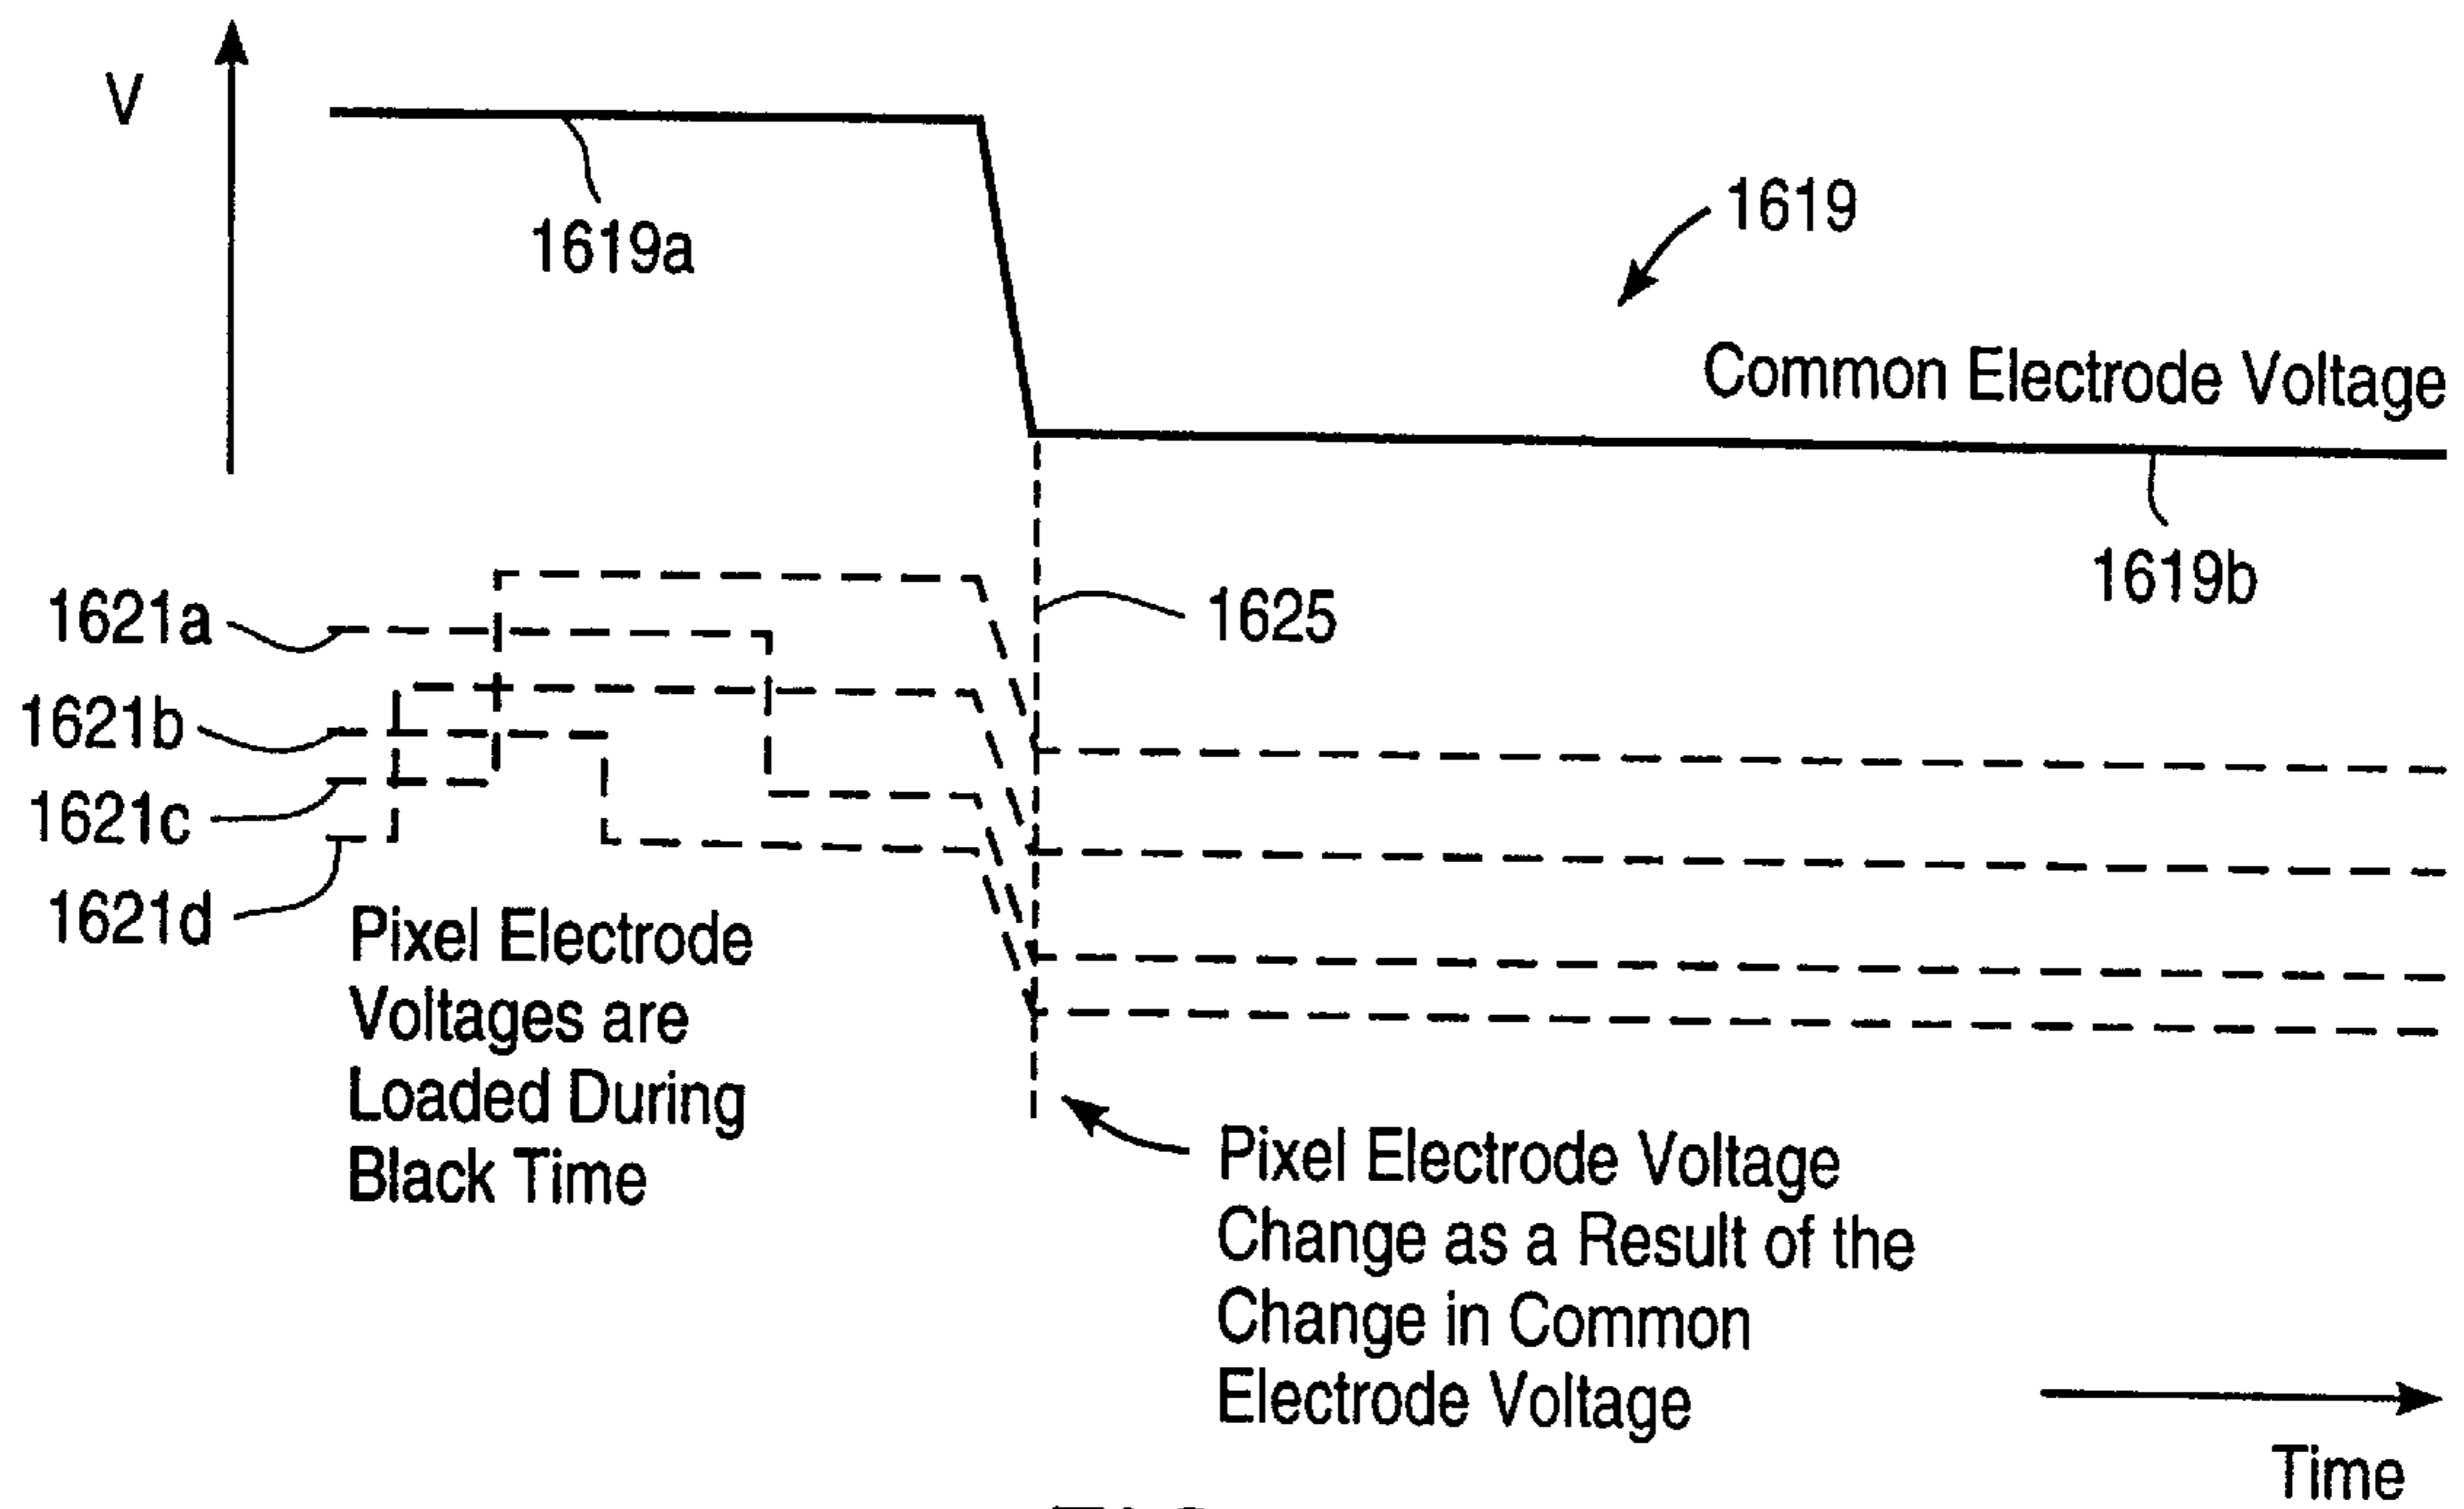 V
1619a
1619
Common Electrode Voltage
1619b
1621a
1625
1621b
1621c
1621d
Pixel Electrode
Voltages are
Loaded During
Black Time
Pixel Electrode Voltage
Change as a Result of the
Change in Common
Electrode Voltage
Time